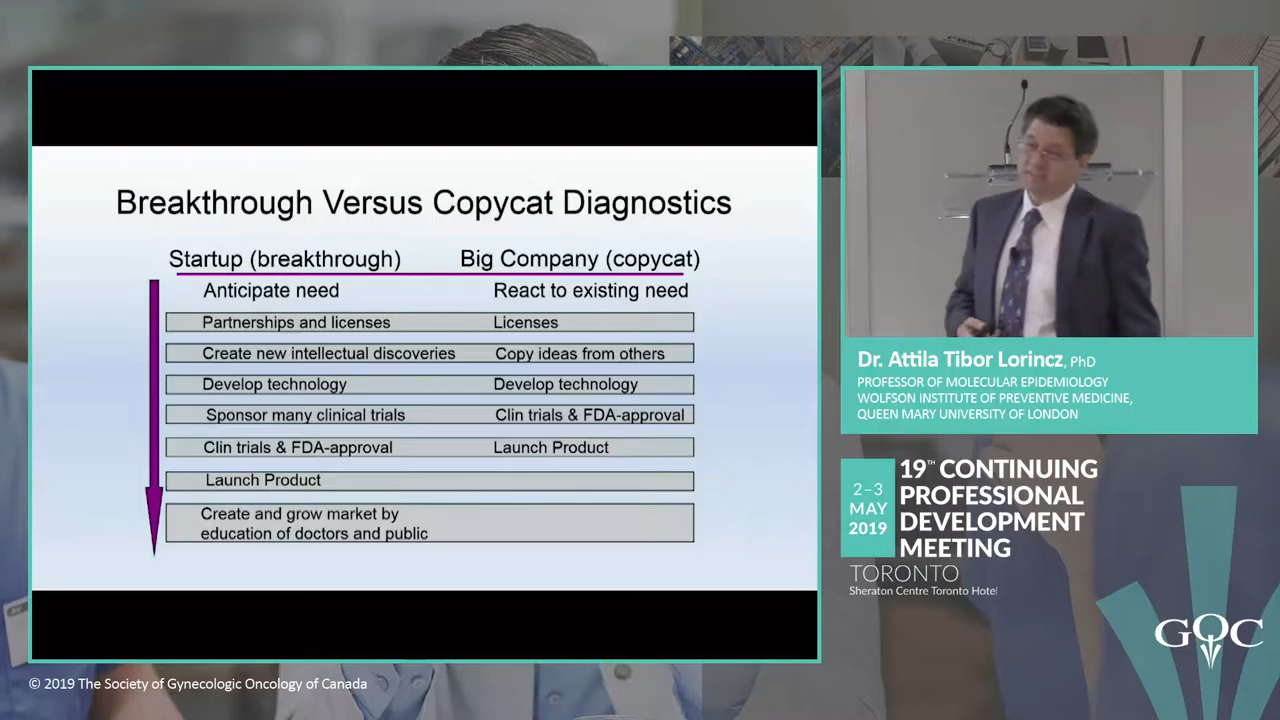 Breakthrough Versus Copycat Diagnostics
Startup (breakthrough) Big Company (copycat)
Anticipate need React to existing need
Partnerships and licenses Licenses
Create new intellectual discoveries Copy ideas from others
Develop technology Develop technology
Sponsor many clinical trials Clin trials & FDA-approval
Clin trials & FDA-approval Launch Product
Launch Product
Create and grow market by
education of doctors and public
Dr. Attila Tibor Lorincz, PhD
PROFESSOR OF MOLECULAR EPIDEMIOLOGY
WOLFSON INSTITUTE OF PREVENTIVE MEDICINE,
QUEEN MARY UNIVERSITY OF LONDON
2–3
MAY
2019
19™ CONTINUING
PROFESSIONAL
DEVELOPMENT
MEETING
TORONTO
Sheraton Centre Toronto Hotel
GOC
© 2019 The Society of Gynecologic Oncology of Canada